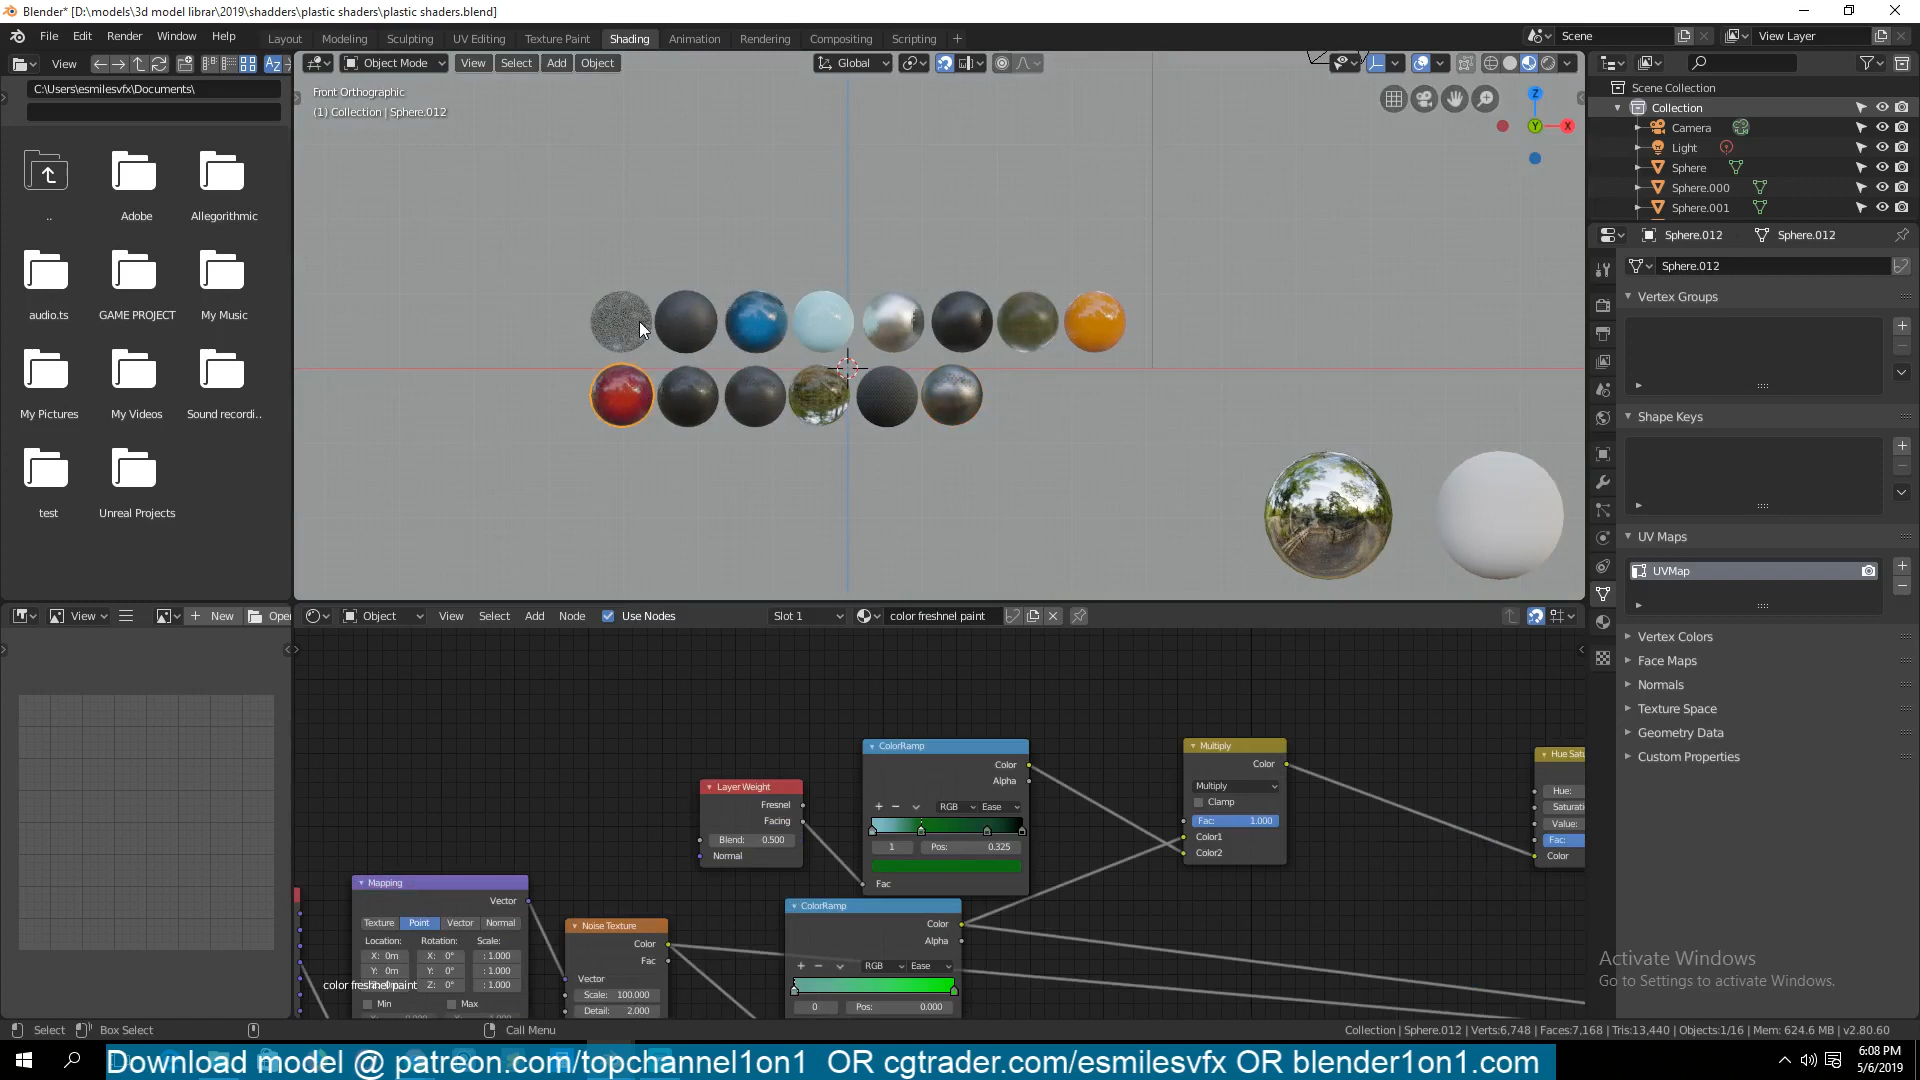 Blender* [D:\models\3d model librar\2019\shadders\plastic shaders\plastic shaders.blend]
File Edit Render Window Help
Layout Modeling Sculpting UV Editing Texture Paint Shading Animation Rendering Compositing Scripting +
Scene
View Layer
View
Object Mode
View Select Add Object
Global
C:\Users\esmilesvfx\Documents\
Front Orthographic
(1) Collection | Sphere.012
Z
Y
X
..
Adobe
Allegorithmic
audio.ts
GAME PROJECT
My Music
My Pictures
My Videos
Sound recordi..
test
Unreal Projects
Scene Collection
Collection
Camera
Light
Sphere
Sphere.000
Sphere.001
Sphere.012
Sphere.012
Sphere.012
Vertex Groups
Shape Keys
UV Maps
UVMap
Vertex Colors
Face Maps
Normals
Texture Space
Geometry Data
Custom Properties
View
New
Open
Object
View Select Add Node Use Nodes
Slot 1
color freshnel paint
Layer Weight
Fresnel
Facing
Blend: 0.500
Normal
ColorRamp
Color
Alpha
RGB Ease
1 Pos: 0.325
Fac
Multiply
Color
Multiply
Clamp
Fac: 1.000
Color1
Color2
Hue Satu
Hue:
Saturatio
Value:
Fac:
Color
Mapping
Vector
Texture Point Vector Normal
Location: Rotation: Scale:
X: 0m X: 0° : 1.000
Y: 0m Y: 0° : 1.000
Z: 0° : 1.000
Min Max
color freshnel paint
Noise Texture
Color
Fac
Vector
Scale: 100.000
Detail: 2.000
ColorRamp
Color
Alpha
RGB Ease
0 Pos: 0.000
Activate Windows
Go to Settings to activate Windows.
Select Box Select Call Menu
Collection | Sphere.012 | Verts:6,748 | Faces:7,168 | Tris:13,440 | Objects:1/16 | Mem: 624.6 MB | v2.80.60
Download model @ patreon.com/topchannel1on1 OR cgtrader.com/esmilesvfx OR blender1on1.com
6:08 PM
5/6/2019